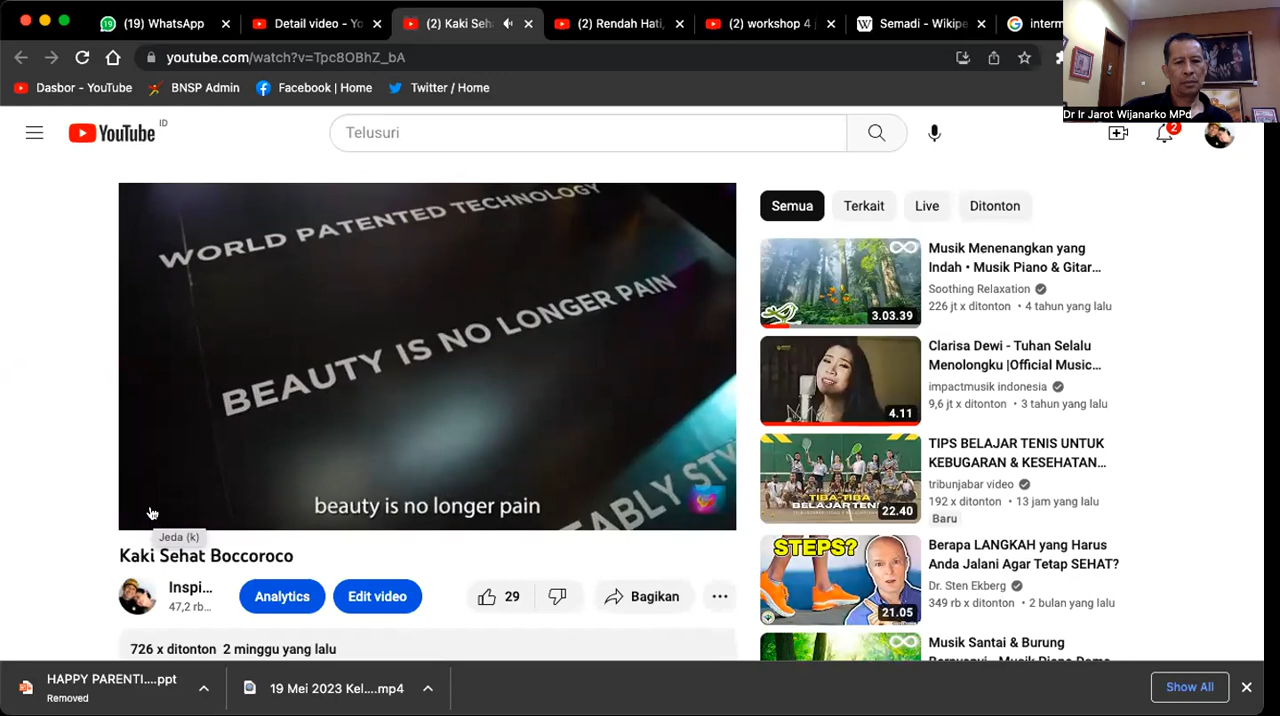 (19) WhatsApp
Detail video - Yo
(2) Kaki Seh
(2) Rendah Hati,
(2) workshop 4 j
Semadi - Wikipe
interm
youtube.com/watch?v=Tpc8OBhZ_bA
Dasbor - YouTube
BNSP Admin
Facebook | Home
Twitter / Home
Dr Ir Jarot Wijanarko MPd
YouTube
ID
Telusuri
2
WORLD PATENTED TECHNOLOGY
BEAUTY IS NO LONGER PAIN
TABLY STY
beauty is no longer pain
Jeda (k)
Kaki Sehat Boccoroco
Inspi...
47,2 rb...
Analytics
Edit video
29
Bagikan
726 x ditonton 2 minggu yang lalu
Semua
Terkait
Live
Ditonton
3.03.39
Musik Menenangkan yang
Indah • Musik Piano & Gitar...
Soothing Relaxation
226 jt x ditonton • 4 tahun yang lalu
4.11
Clarisa Dewi - Tuhan Selalu
Menolongku |Official Music...
impactmusik indonesia
9,6 jt x ditonton • 3 tahun yang lalu
TIBA-TIBA
BELAJAR TENIS
22.40
TIPS BELAJAR TENIS UNTUK
KEBUGARAN & KESEHATAN...
tribunjabar video
192 x ditonton • 13 jam yang lalu
Baru
STEPS?
21.05
Berapa LANGKAH yang Harus
Anda Jalani Agar Tetap SEHAT?
Dr. Sten Ekberg
349 rb x ditonton • 2 bulan yang lalu
Musik Santai & Burung
HAPPY PARENTI....ppt
Removed
19 Mei 2023 Kel....mp4
Show All